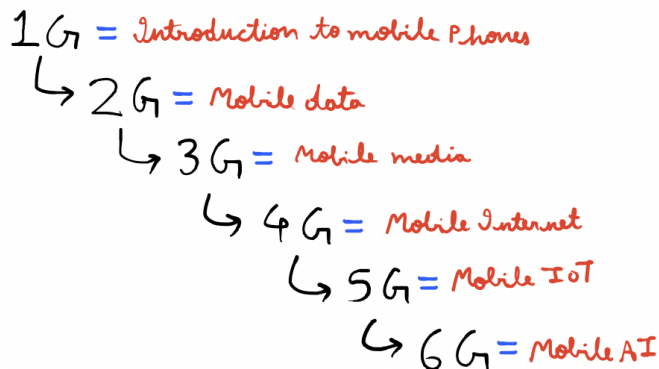 1G = Introduction to mobile Phones
2G = Mobile data
3G = Mobile media
4G = Mobile Internet
5G = Mobile IoT
6G = Mobile AI